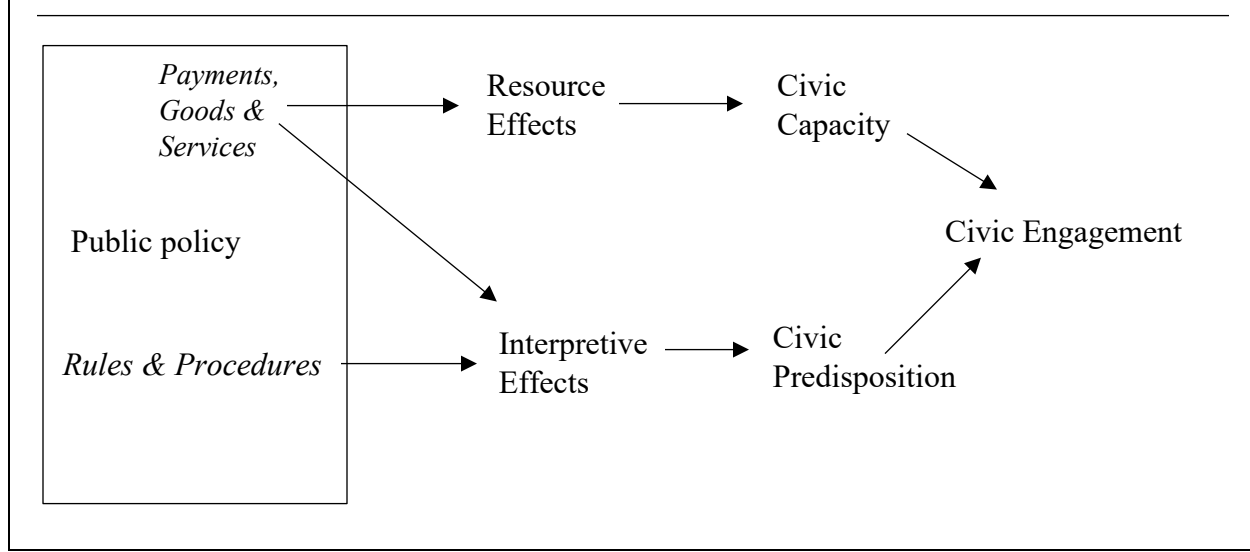 Payments,
Goods &
Services
Resource
Effects
Civic
Capacity
Public policy
Civic Engagement
Rules & Procedures
Interpretive
Effects
Civic
Predisposition